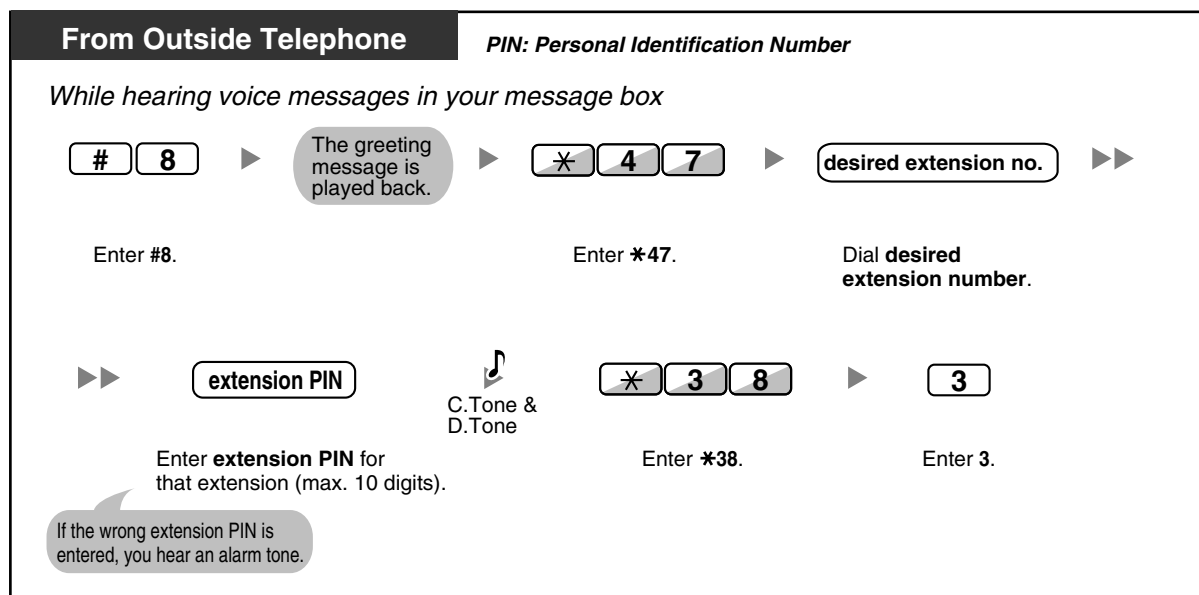 From Outside Telephone
PIN: Personal Identification Number
While hearing voice messages in your message box
# 8
The greeting
message is
played back.
* 4 7
desired extension no.
Enter #8.
Enter *47.
Dial desired
extension number.
extension PIN
C.Tone &
D.Tone
* 3 8
3
Enter extension PIN for
that extension (max. 10 digits).
Enter *38.
Enter 3.
If the wrong extension PIN is
entered, you hear an alarm tone.